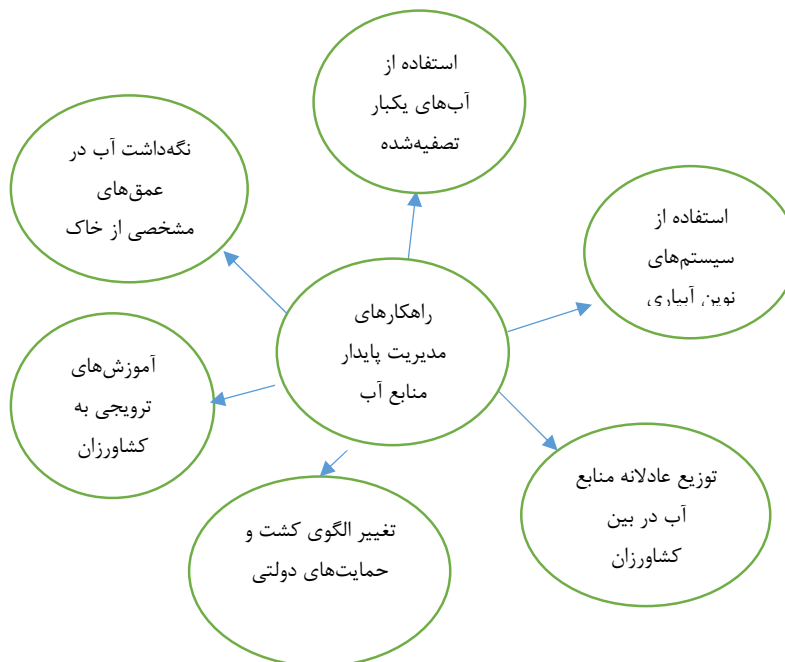 استفاده از
آب‌های یکبار
تصفیه‌شده
نگه‌داشت آب در
عمق‌های
مشخصی از خاک
استفاده از
سیستم‌های
نوین آبیاری
راهکارهای
مدیریت پایدار
منابع آب
آموزش‌های
ترویجی به
کشاورزان
توزیع عادلانه منابع
آب در بین
کشاورزان
تغییر الگوی کشت و
حمایت‌های دولتی